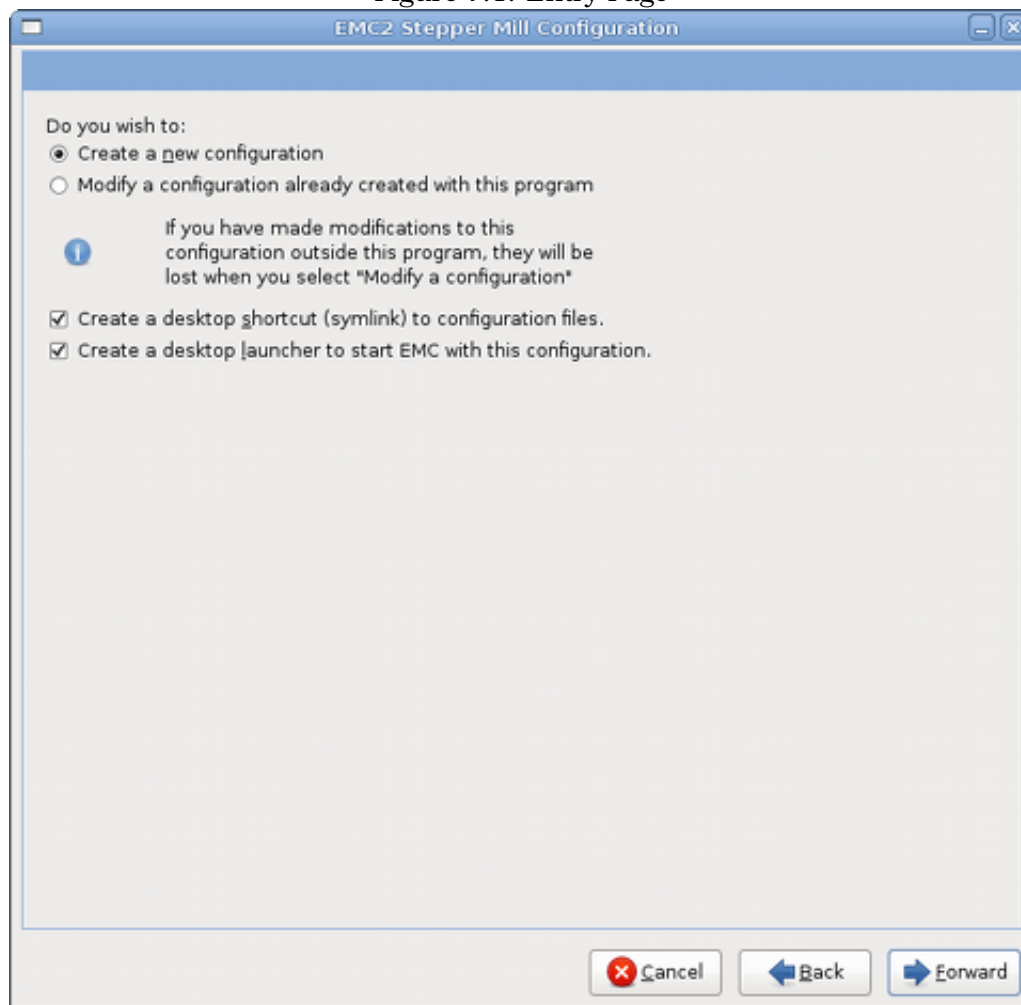 EMC2 Stepper Mill Configuration
Do you wish to:
Create a new configuration
Modify a configuration already created with this program
If you have made modifications to this
configuration outside this program, they will be
lost when you select "Modify a configuration"
Create a desktop shortcut (symlink) to configuration files.
Create a desktop launcher to start EMC with this configuration.
Cancel
Back
Forward